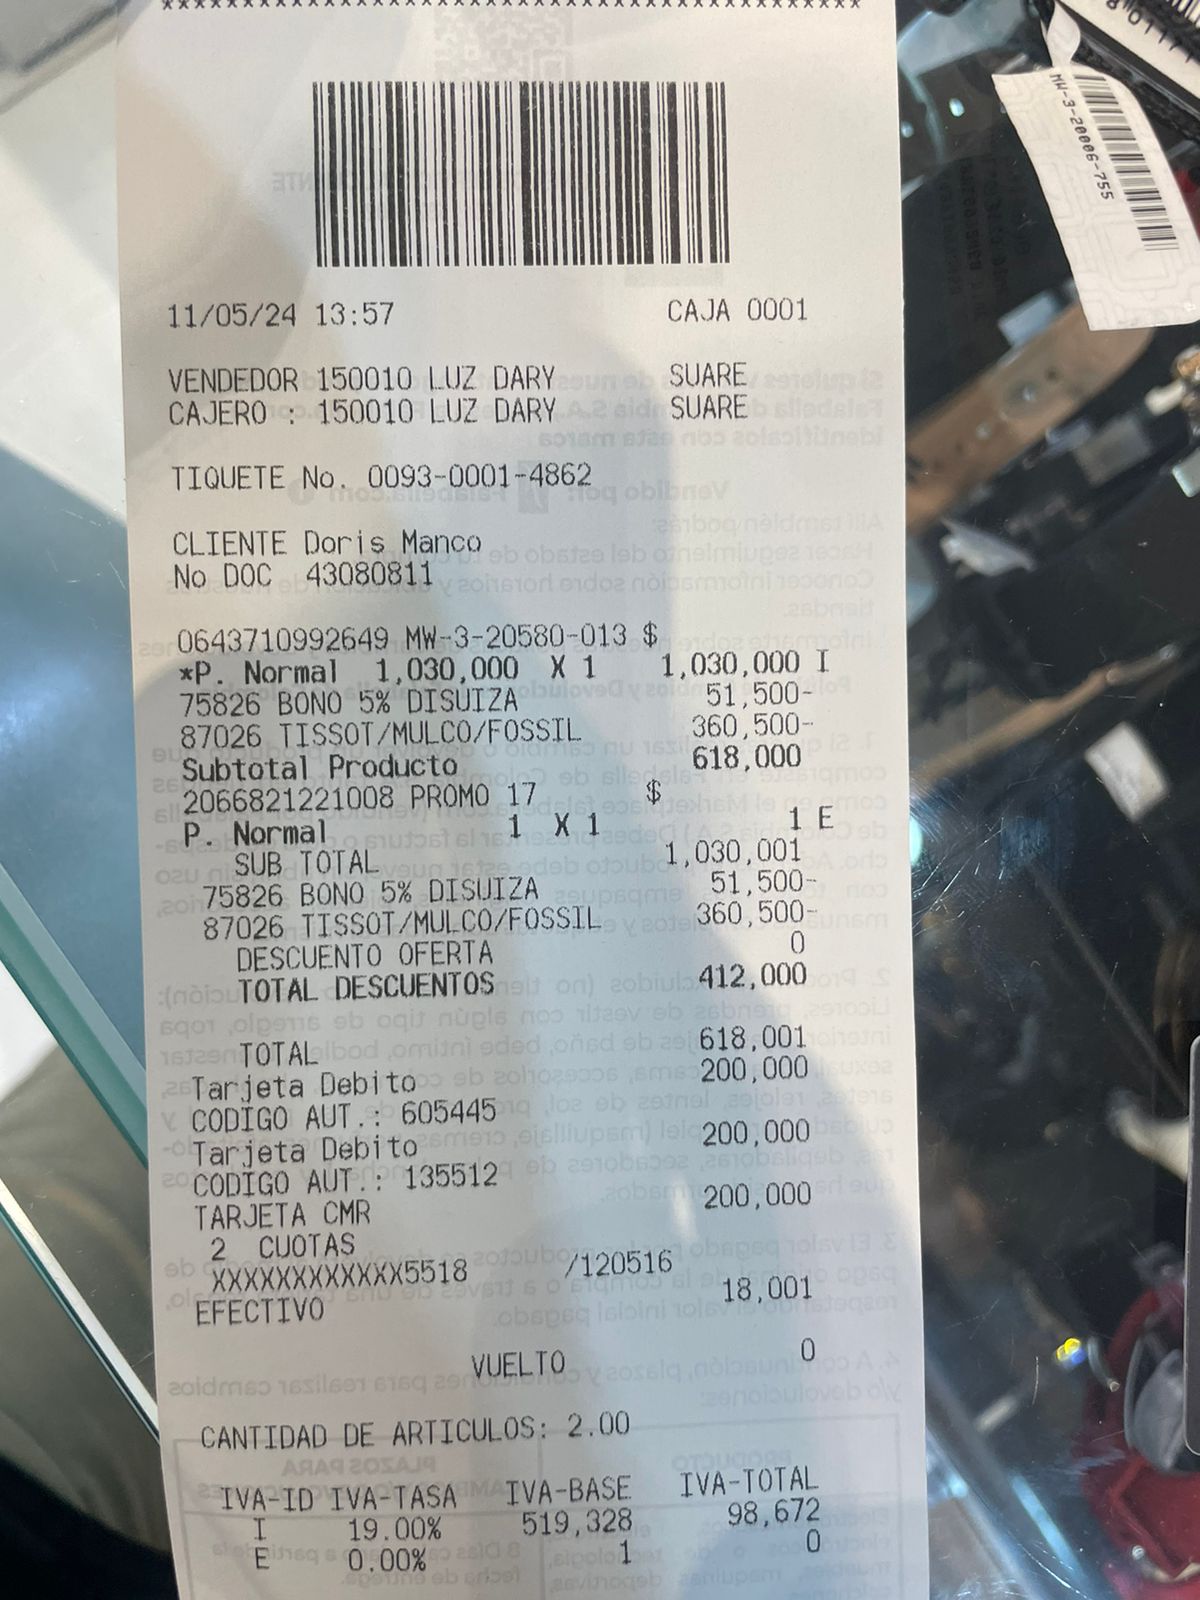 ****************************************
11/05/24 13:57 CAJA 0001
VENDEDOR 150010 LUZ DARY SUARE
CAJERO : 150010 LUZ DARY SUARE
TIQUETE No. 0093-0001-4862
CLIENTE Doris Manco
No DOC 43080811
0643710992649 MW-3-20580-013 $
*P. Normal 1,030,000 X 1 1,030,000 I
75826 BONO 5% DISUIZA 51,500-
87026 TISSOT/MULCO/FOSSIL 360,500-
Subtotal Producto 618,000
2066821221008 PROMO 17 $
P. Normal 1 X 1 1 E
SUB TOTAL 1,030,001
75826 BONO 5% DISUIZA 51,500-
87026 TISSOT/MULCO/FOSSIL 360,500-
DESCUENTO OFERTA 0
TOTAL DESCUENTOS 412,000
TOTAL 618,001
Tarjeta Debito 200,000
CODIGO AUT.: 605445
Tarjeta Debito 200,000
CODIGO AUT.: 135512
TARJETA CMR 200,000
2 CUOTAS
XXXXXXXXXXXX5518 /120516
EFECTIVO 18,001
VUELTO 0
CANTIDAD DE ARTICULOS: 2.00
IVA-ID IVA-TASA IVA-BASE IVA-TOTAL
I 19.00% 519,328 98,672
E 0.00% 1 0
MW-3-20006-755